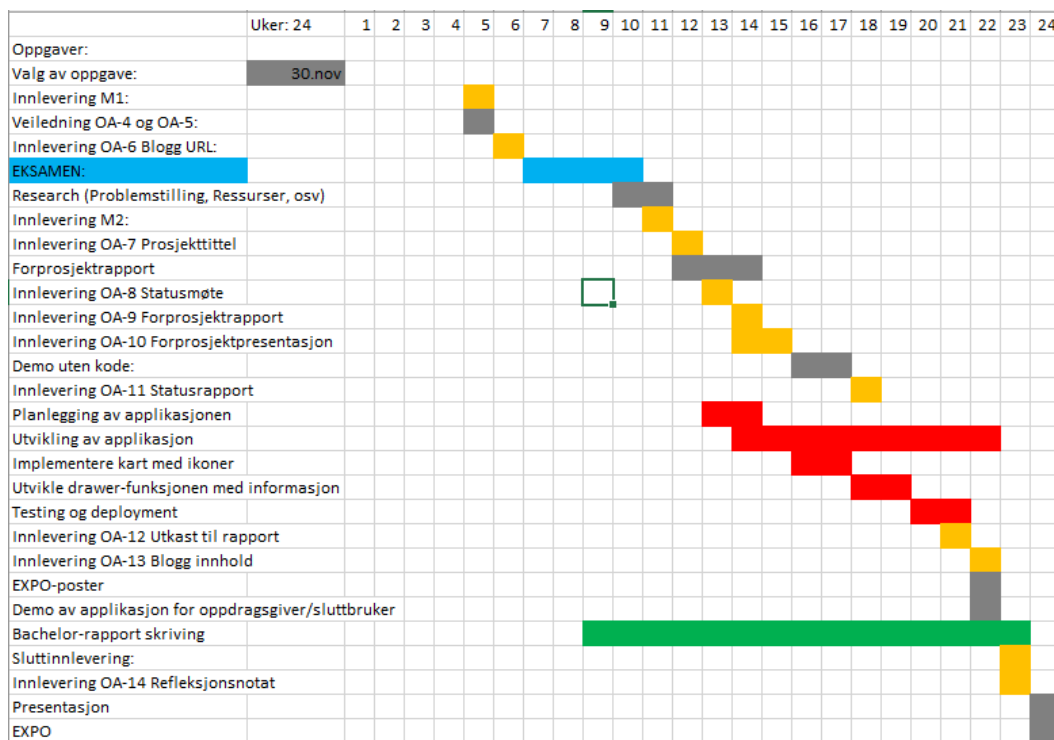 Uker: 24 1 2 3 4 5 6 7 8 9 10 11 12 13 14 15 16 17 18 19 20 21 22 23 24
Oppgaver:
Valg av oppgave: 30.nov
Innlevering M1:
Veiledning OA-4 og OA-5:
Innlevering OA-6 Blogg URL:
EKSAMEN:
Research (Problemstilling, Ressurser, osv)
Innlevering M2:
Innlevering OA-7 Prosjekttittel
Forprosjektrapport
Innlevering OA-8 Statusmøte
Innlevering OA-9 Forprosjektrapport
Innlevering OA-10 Forprosjektpresentasjon
Demo uten kode:
Innlevering OA-11 Statusrapport
Planlegging av applikasjonen
Utvikling av applikasjon
Implementere kart med ikoner
Utvikle drawer-funksjonen med informasjon
Testing og deployment
Innlevering OA-12 Utkast til rapport
Innlevering OA-13 Blogg innhold
EXPO-poster
Demo av applikasjon for oppdragsgiver/sluttbruker
Bachelor-rapport skriving
Sluttinnlevering:
Innlevering OA-14 Refleksjonsnotat
Presentasjon
EXPO